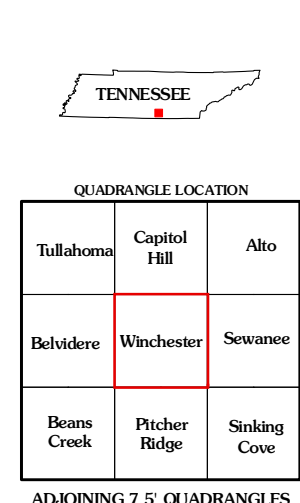 TENNESSEE
QUADRANGLE LOCATION
Tullahoma
Capitol
Hill
Alto
Belvidere
Winchester
Sewanee
Beans
Creek
Pitcher
Ridge
Sinking
Cove
ADJOINING 7.5' QUADRANGLES